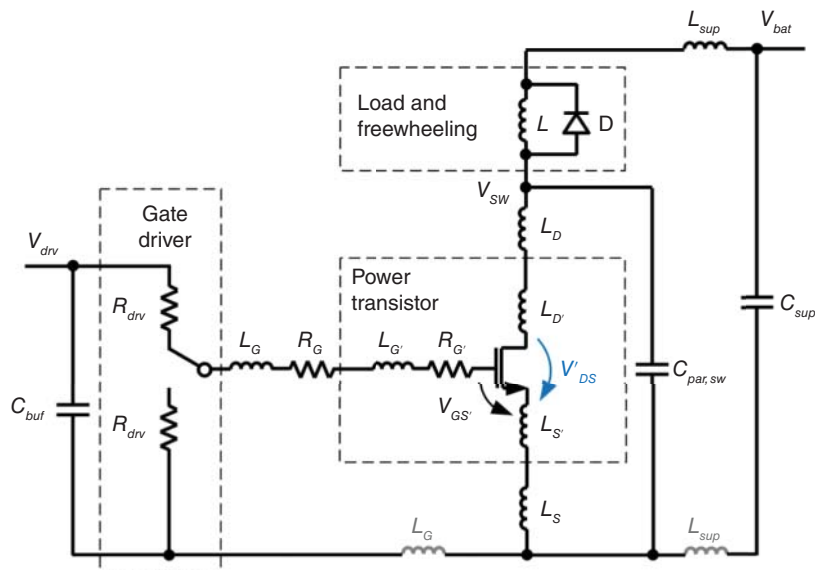 L_sup
V_bat
Load and
freewheeling
L
D
V_SW
L_D
Gate
driver
V_drv
Power
transistor
R_drv
L_D'
L_G
R_G
L_G'
R_G'
C_sup
V'_DS
C_par,sw
V_GS'
C_buf
R_drv
L_S'
L_S
L_G
L_sup